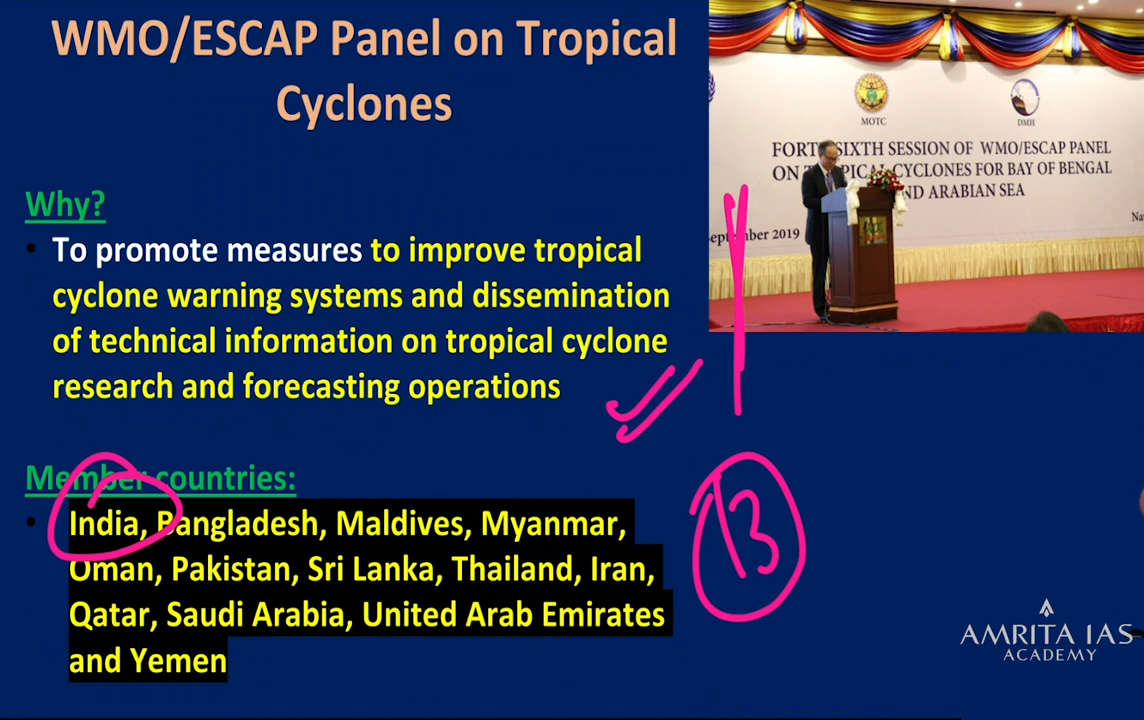 WMO/ESCAP Panel on Tropical
Cyclones
Why?
• To promote measures to improve tropical
cyclone warning systems and dissemination
of technical information on tropical cyclone
research and forecasting operations
Member countries:
• India, Bangladesh, Maldives, Myanmar,
Oman, Pakistan, Sri Lanka, Thailand, Iran,
Qatar, Saudi Arabia, United Arab Emirates
and Yemen
13
MOTC
DMH
SESSION OF WMO/ESCAP PANEL
ON CYCLONES FOR BAY OF BENGAL
ARABIAN SEA
2019
AMRITA IAS
ACADEMY